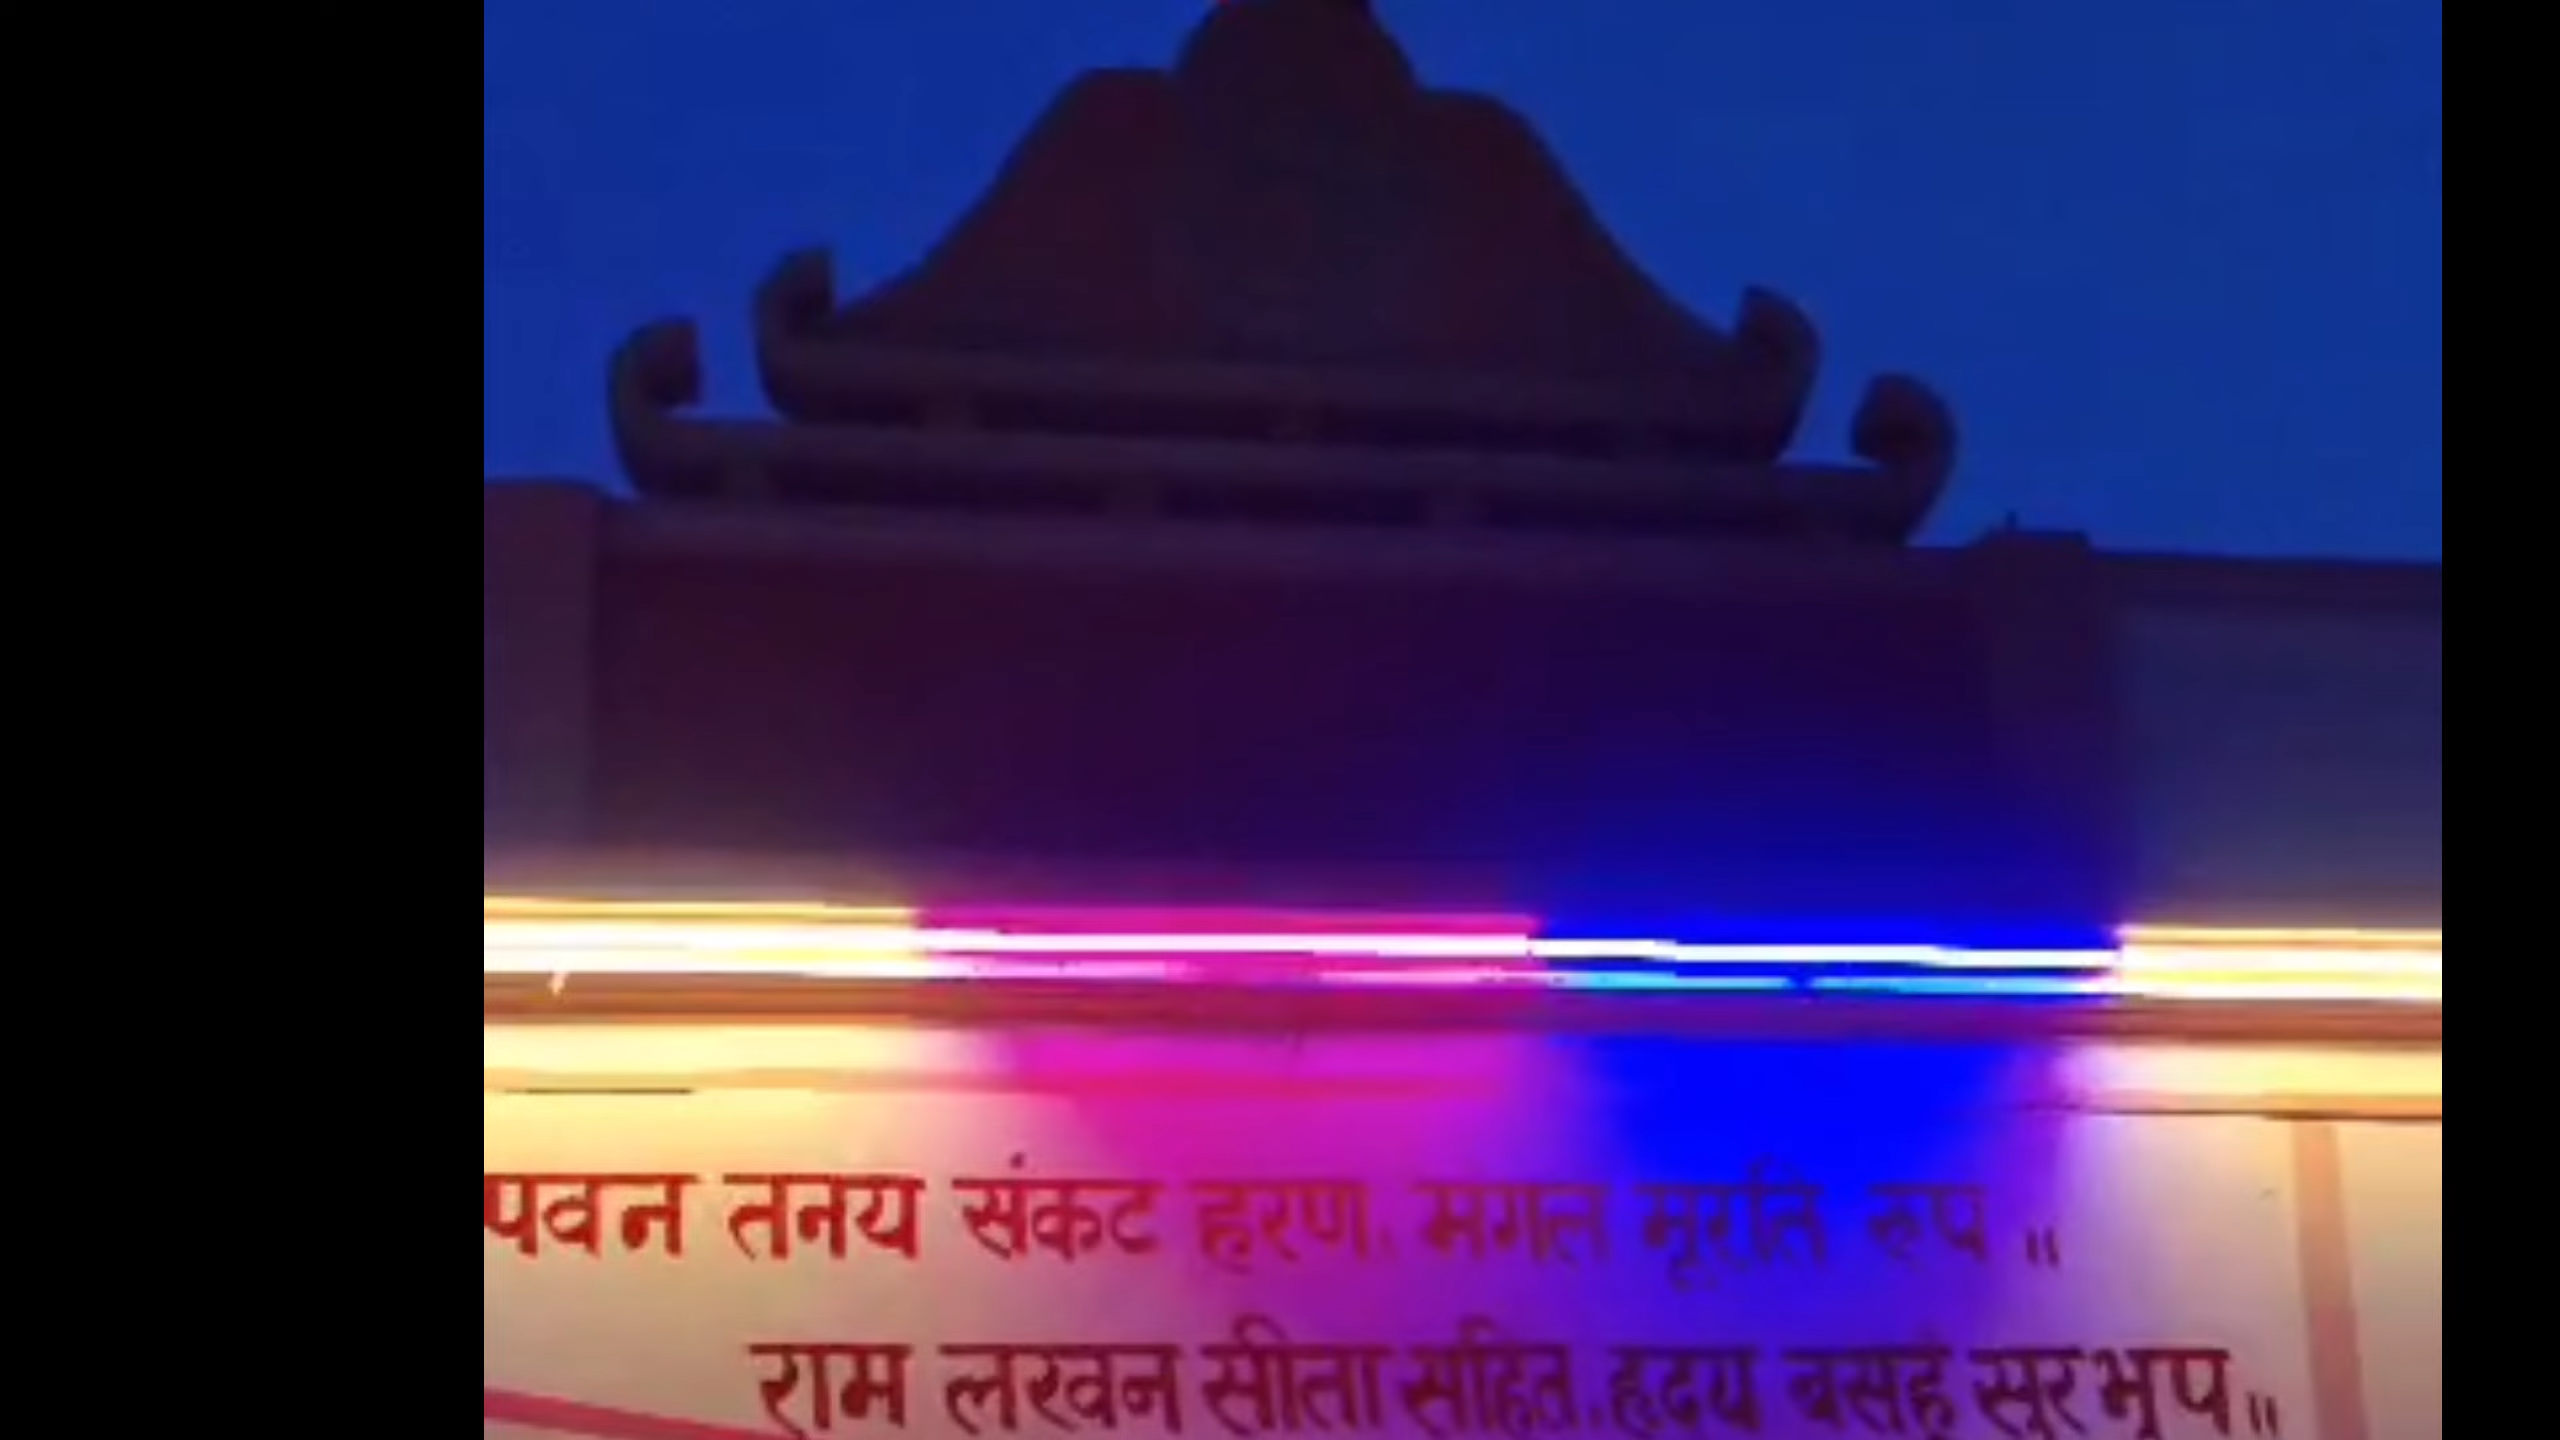 पवन तनय संकट हरण, मंगल मूरति रुप ॥
राम लखन सीता सहित, हृदय बसहुं सुर भूप ॥